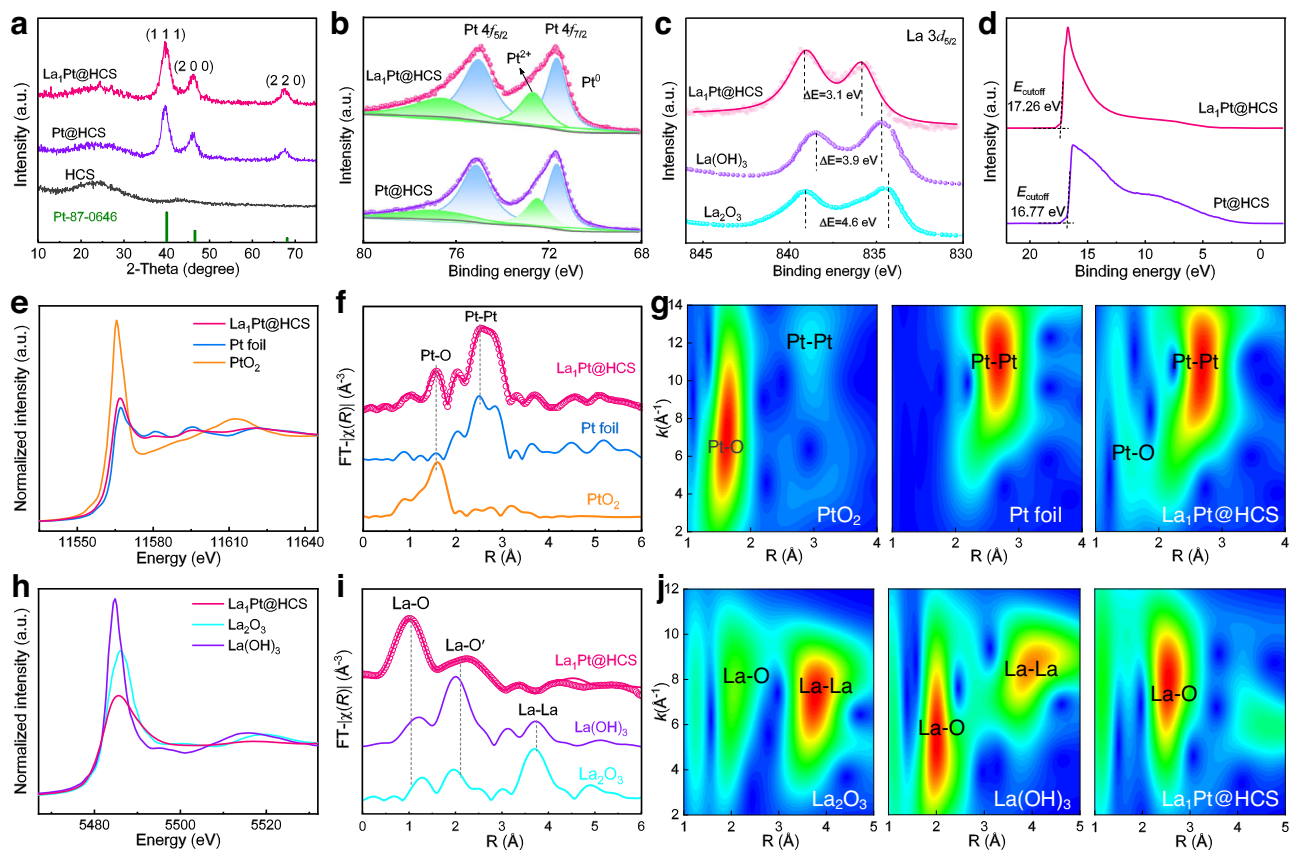 a
(1 1 1)
(2 0 0)
(2 2 0)
La₁Pt@HCS
Pt@HCS
HCS
Pt-87-0646
Intensity (a.u.)
10 20 30 40 50 60 70
2-Theta (degree)
b
Pt 4f₅/₂
Pt 4f₇/₂
Pt²⁺
Pt⁰
La₁Pt@HCS
Pt@HCS
Intensity (a.u.)
80 76 72 68
Binding energy (eV)
c
La 3d₅/₂
La₁Pt@HCS
ΔE=3.1 eV
La(OH)₃
ΔE=3.9 eV
La₂O₃
ΔE=4.6 eV
Intensity (a.u.)
845 840 835 830
Binding energy (eV)
d
E_cutoff
17.26 eV
La₁Pt@HCS
E_cutoff
16.77 eV
Pt@HCS
Intensity (a.u.)
20 15 10 5 0
Binding energy (eV)
e
La₁Pt@HCS
Pt foil
PtO₂
Normalized intensity (a.u.)
11560 11580 11610 11640
Energy (eV)
f
Pt-Pt
Pt-O
La₁Pt@HCS
Pt foil
PtO₂
FT-|χ(R)| (Å⁻³)
0 1 2 3 4 5 6
R (Å)
g
14
12
10
8
6
4
2
k(Å⁻¹)
Pt-Pt
Pt-O
PtO₂
1 2 3 4
R (Å)
Pt-Pt
Pt foil
1 2 3 4
R (Å)
Pt-Pt
Pt-O
La₁Pt@HCS
1 2 3 4
R (Å)
h
La₁Pt@HCS
La₂O₃
La(OH)₃
Normalized intensity (a.u.)
5480 5500 5520
Energy (eV)
i
La-O
La-O′
La₁Pt@HCS
La-La
La(OH)₃
La₂O₃
FT-|χ(R)| (Å⁻³)
0 1 2 3 4 5 6
R (Å)
j
12
10
8
6
4
2
k(Å⁻¹)
La-O
La-La
La₂O₃
1 2 3 4 5
R (Å)
La-La
La-O
La(OH)₃
1 2 3 4 5
R (Å)
La-O
La₁Pt@HCS
1 2 3 4 5
R (Å)